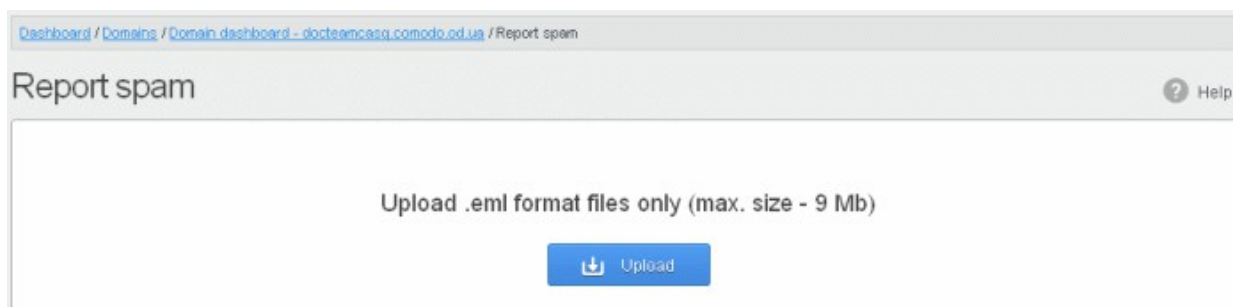 Dashboard / Domains / Domain dashboard - docteamcasg.comodo.od.ua / Report spam
Report spam
Help
Upload .eml format files only (max. size - 9 Mb)
Upload